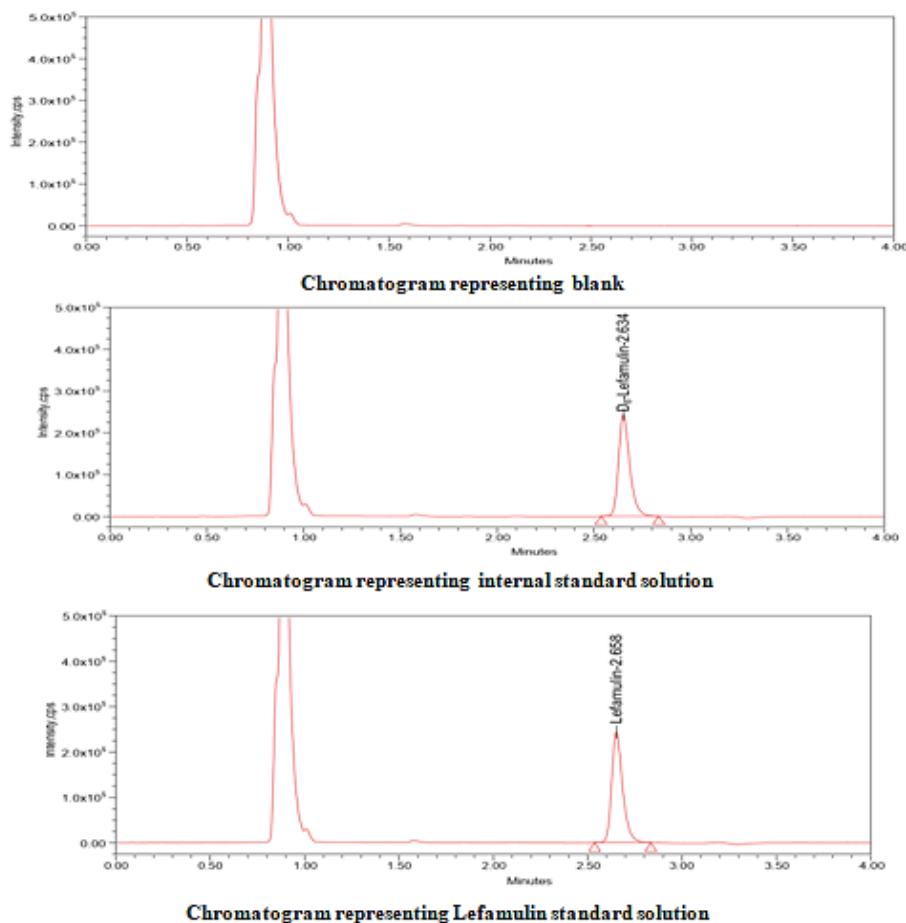 5.0x10⁵
4.0x10⁵
3.0x10⁵
2.0x10⁵
1.0x10⁵
0.00
Intensity,cps
0.00 0.50 1.00 1.50 2.00 2.50 3.00 3.50 4.00
Minutes
Chromatogram representing blank
5.0x10⁵
4.0x10⁵
3.0x10⁵
2.0x10⁵
1.0x10⁵
0.00
Intensity,cps
D₅-Lefamulin-2.634
0.00 0.50 1.00 1.50 2.00 2.50 3.00 3.50 4.00
Minutes
Chromatogram representing internal standard solution
5.0x10⁵
4.0x10⁵
3.0x10⁵
2.0x10⁵
1.0x10⁵
0.00
Intensity,cps
Lefamulin-2.658
0.00 0.50 1.00 1.50 2.00 2.50 3.00 3.50 4.00
Minutes
Chromatogram representing Lefamulin standard solution